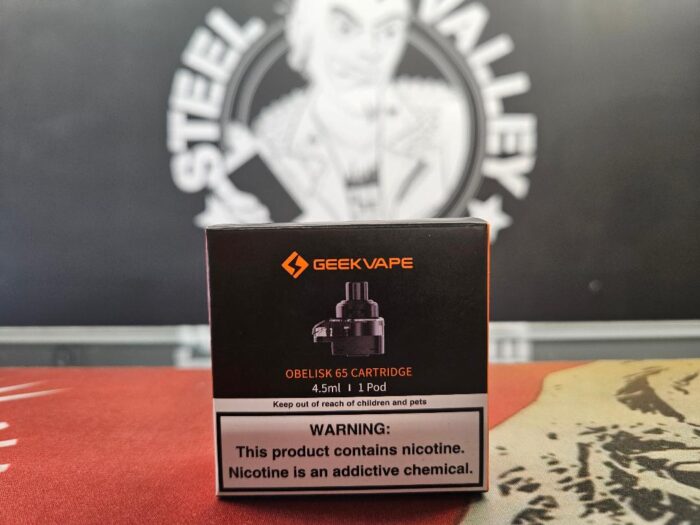 STEEL VALLEY
GEEKVAPE
OBELISK 65 CARTRIDGE
4.5ml I 1 Pod
Keep out of reach of children and pets
WARNING:
This product contains nicotine.
Nicotine is an addictive chemical.